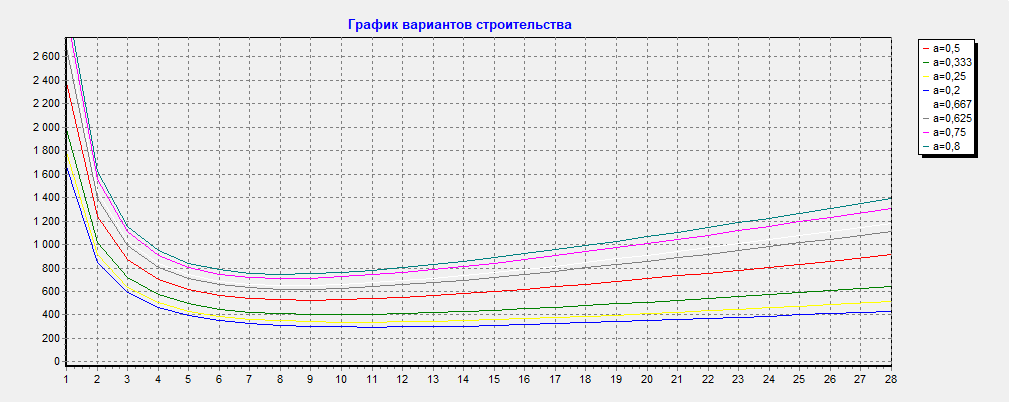 График вариантов строительства
2 600
2 400
2 200
2 000
1 800
1 600
1 400
1 200
1 000
800
600
400
200
0
1 2 3 4 5 6 7 8 9 10 11 12 13 14 15 16 17 18 19 20 21 22 23 24 25 26 27 28
a=0,5
a=0,333
a=0,25
a=0,2
a=0,667
a=0,625
a=0,75
a=0,8